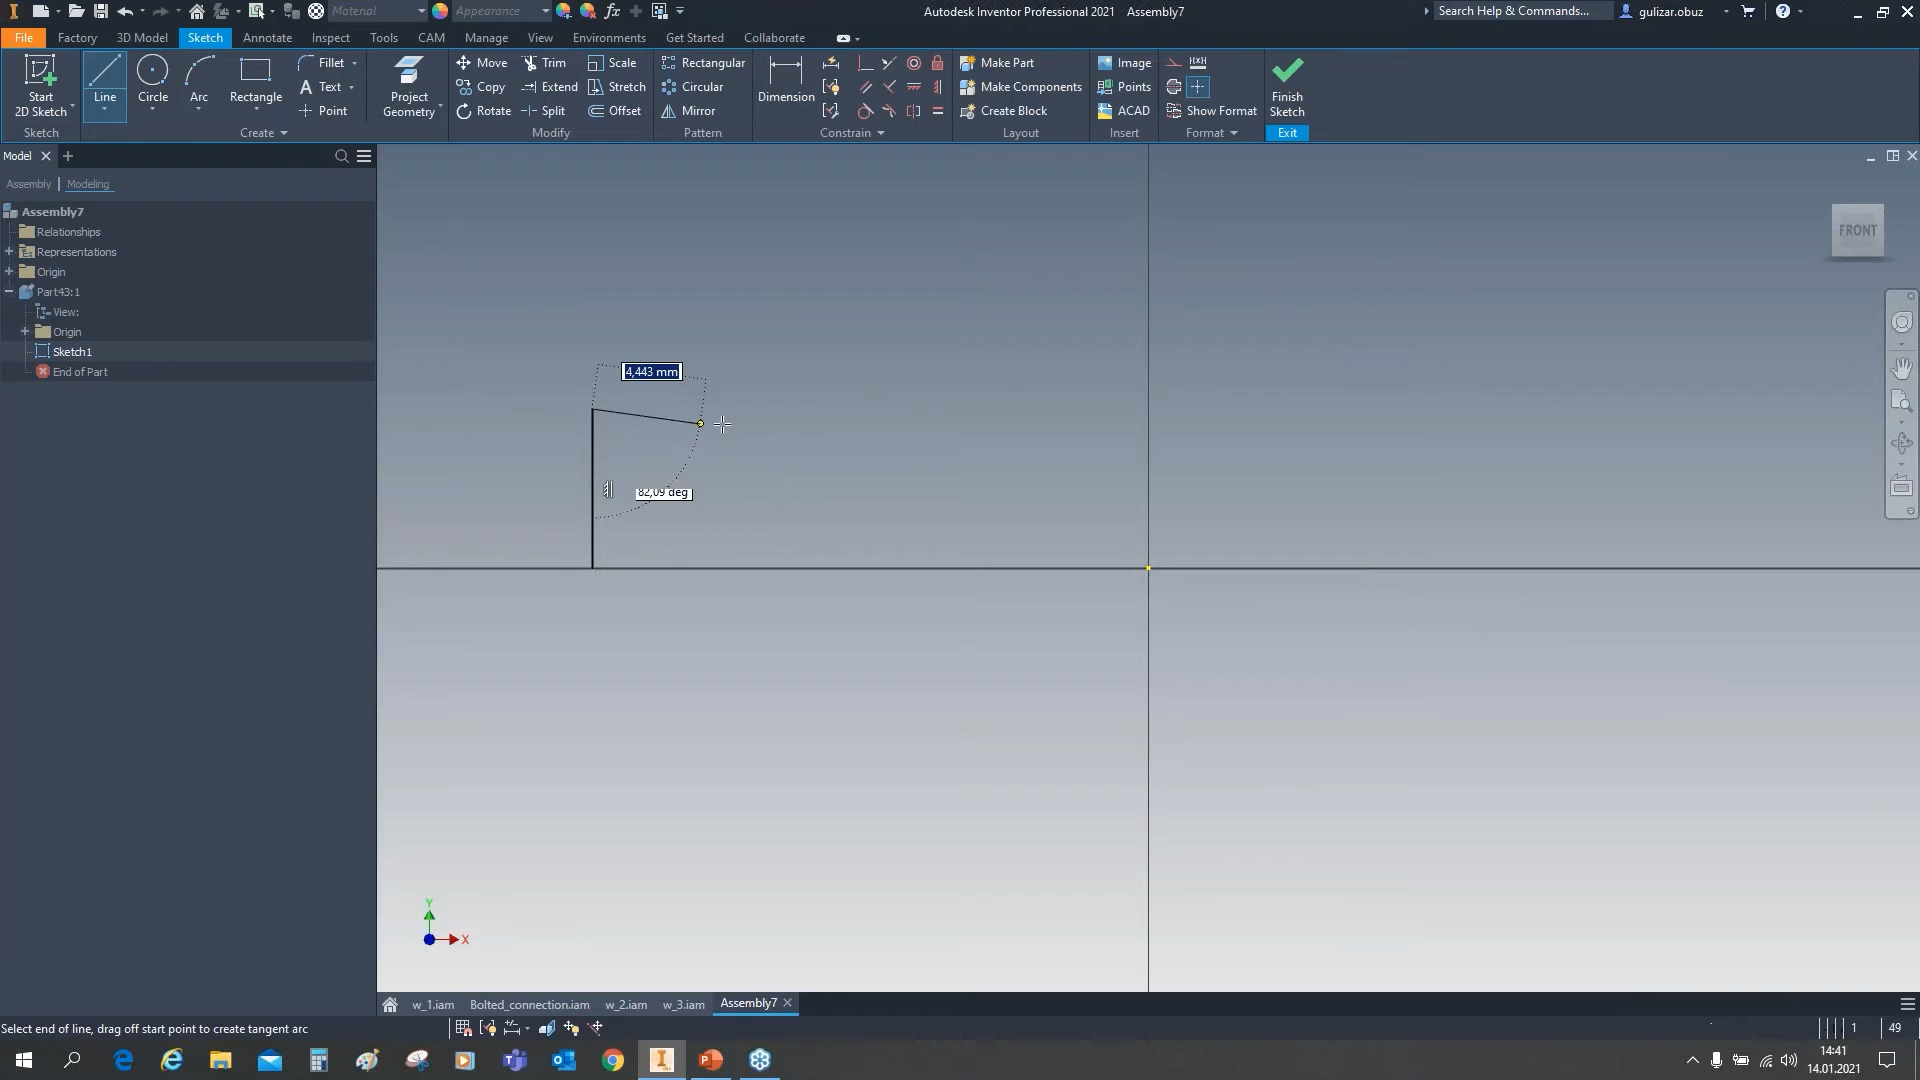 Material
Appearance
fx
Autodesk Inventor Professional 2021 Assembly7
Search Help & Commands...
gulizar.obuz
File Factory 3D Model Sketch Annotate Inspect Tools CAM Manage View Environments Get Started Collaborate
Start
2D Sketch
Line
Circle
Arc
Rectangle
Fillet
Text
Point
Project
Geometry
Move
Copy
Rotate
Trim
Extend
Split
Scale
Stretch
Offset
Rectangular
Circular
Mirror
Dimension
Make Part
Make Components
Create Block
Image
Points
ACAD
Show Format
Finish
Sketch
Sketch Create Modify Pattern Constrain Layout Insert Format Exit
Model
Assembly | Modeling
Assembly7
Relationships
Representations
Origin
Part43:1
View:
Origin
Sketch1
End of Part
FRONT
4,443 mm
82,09 deg
Y
X
w_1.iam Bolted_connection.iam w_2.iam w_3.iam Assembly7
Select end of line, drag off start point to create tangent arc
1 49
14:41
14.01.2021